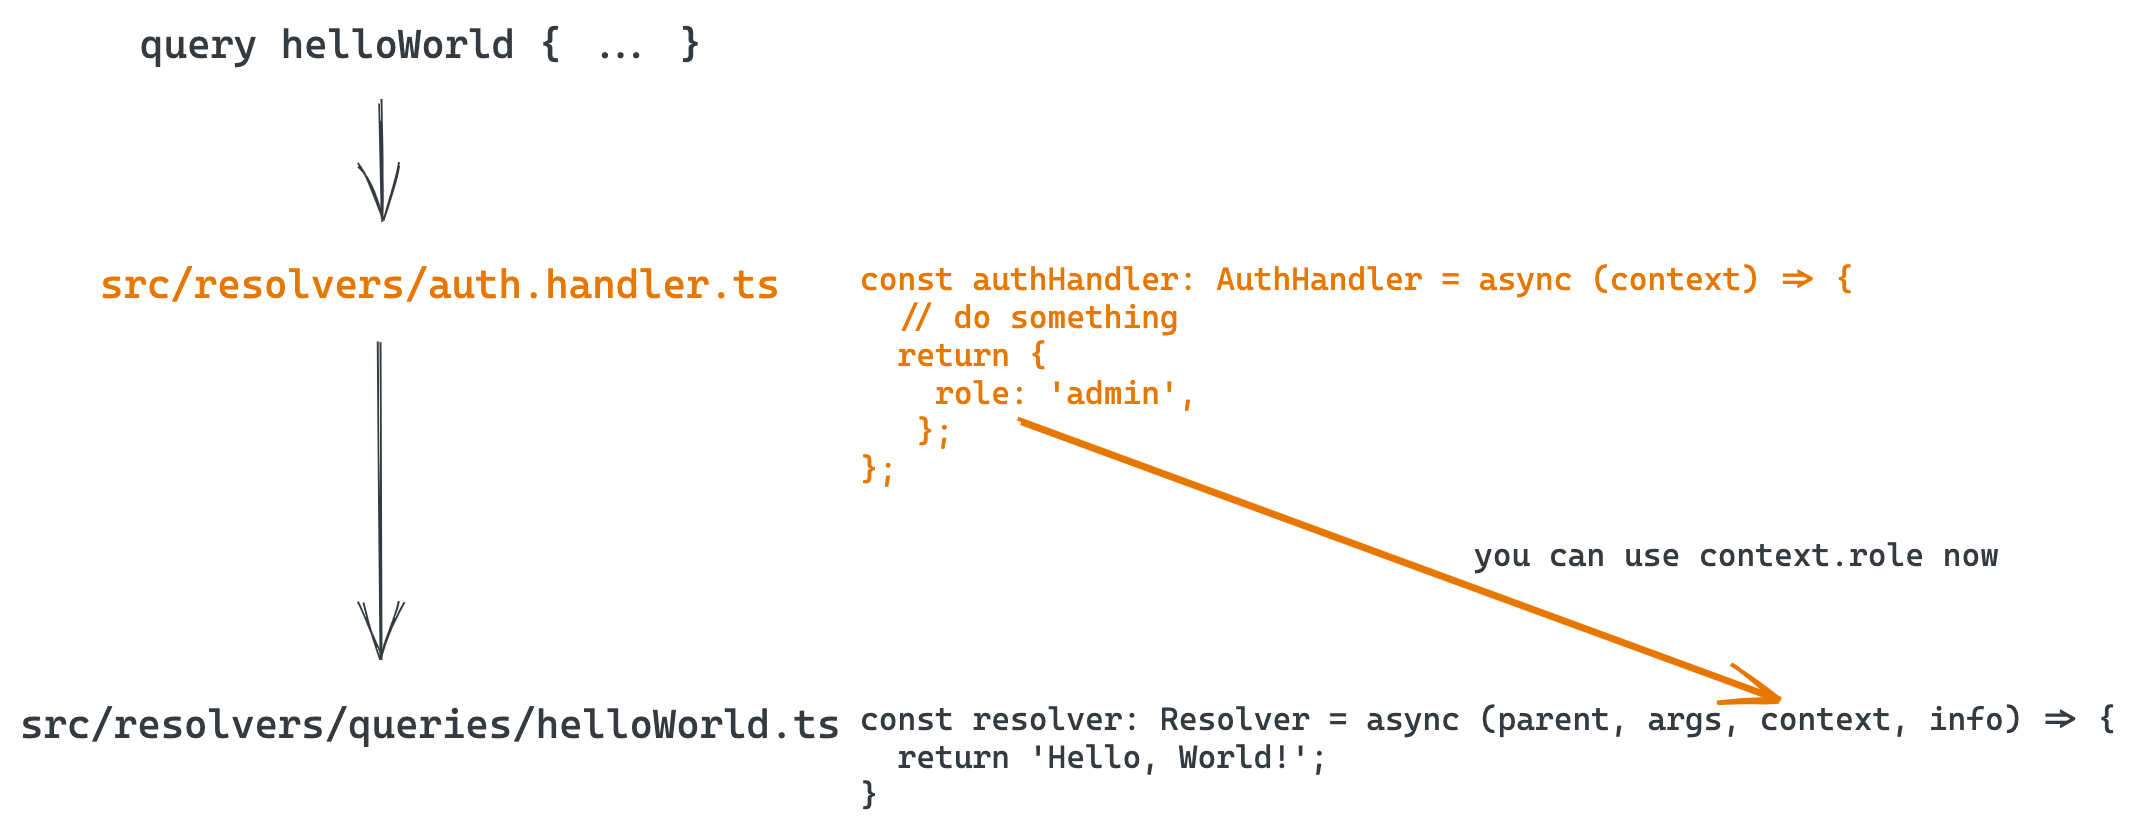 query helloWorld { ... }
src/resolvers/auth.handler.ts
const authHandler: AuthHandler = async (context) => {
// do something
return {
role: 'admin',
};
};
you can use context.role now
src/resolvers/queries/helloWorld.ts
const resolver: Resolver = async (parent, args, context, info) => {
return 'Hello, World!';
}